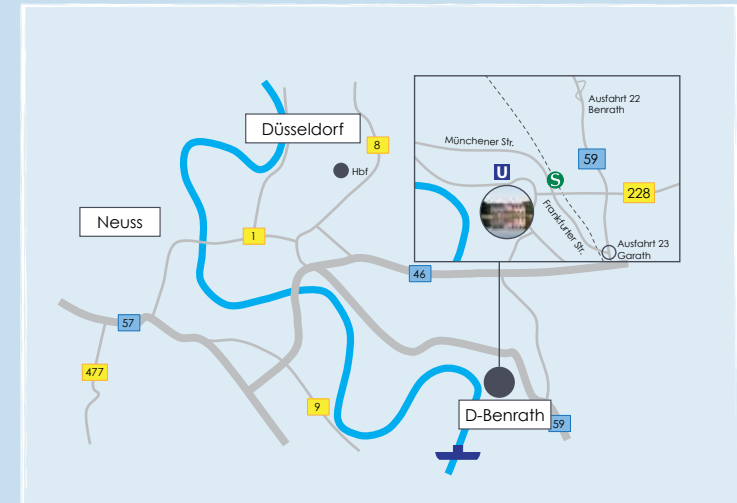 Düsseldorf
8
Hbf
Neuss
1
57
477
9
46
D-Benrath
59
Ausfahrt 22
Benrath
Münchener Str.
59
U
S
228
Frankfurter Str.
Ausfahrt 23
Garath